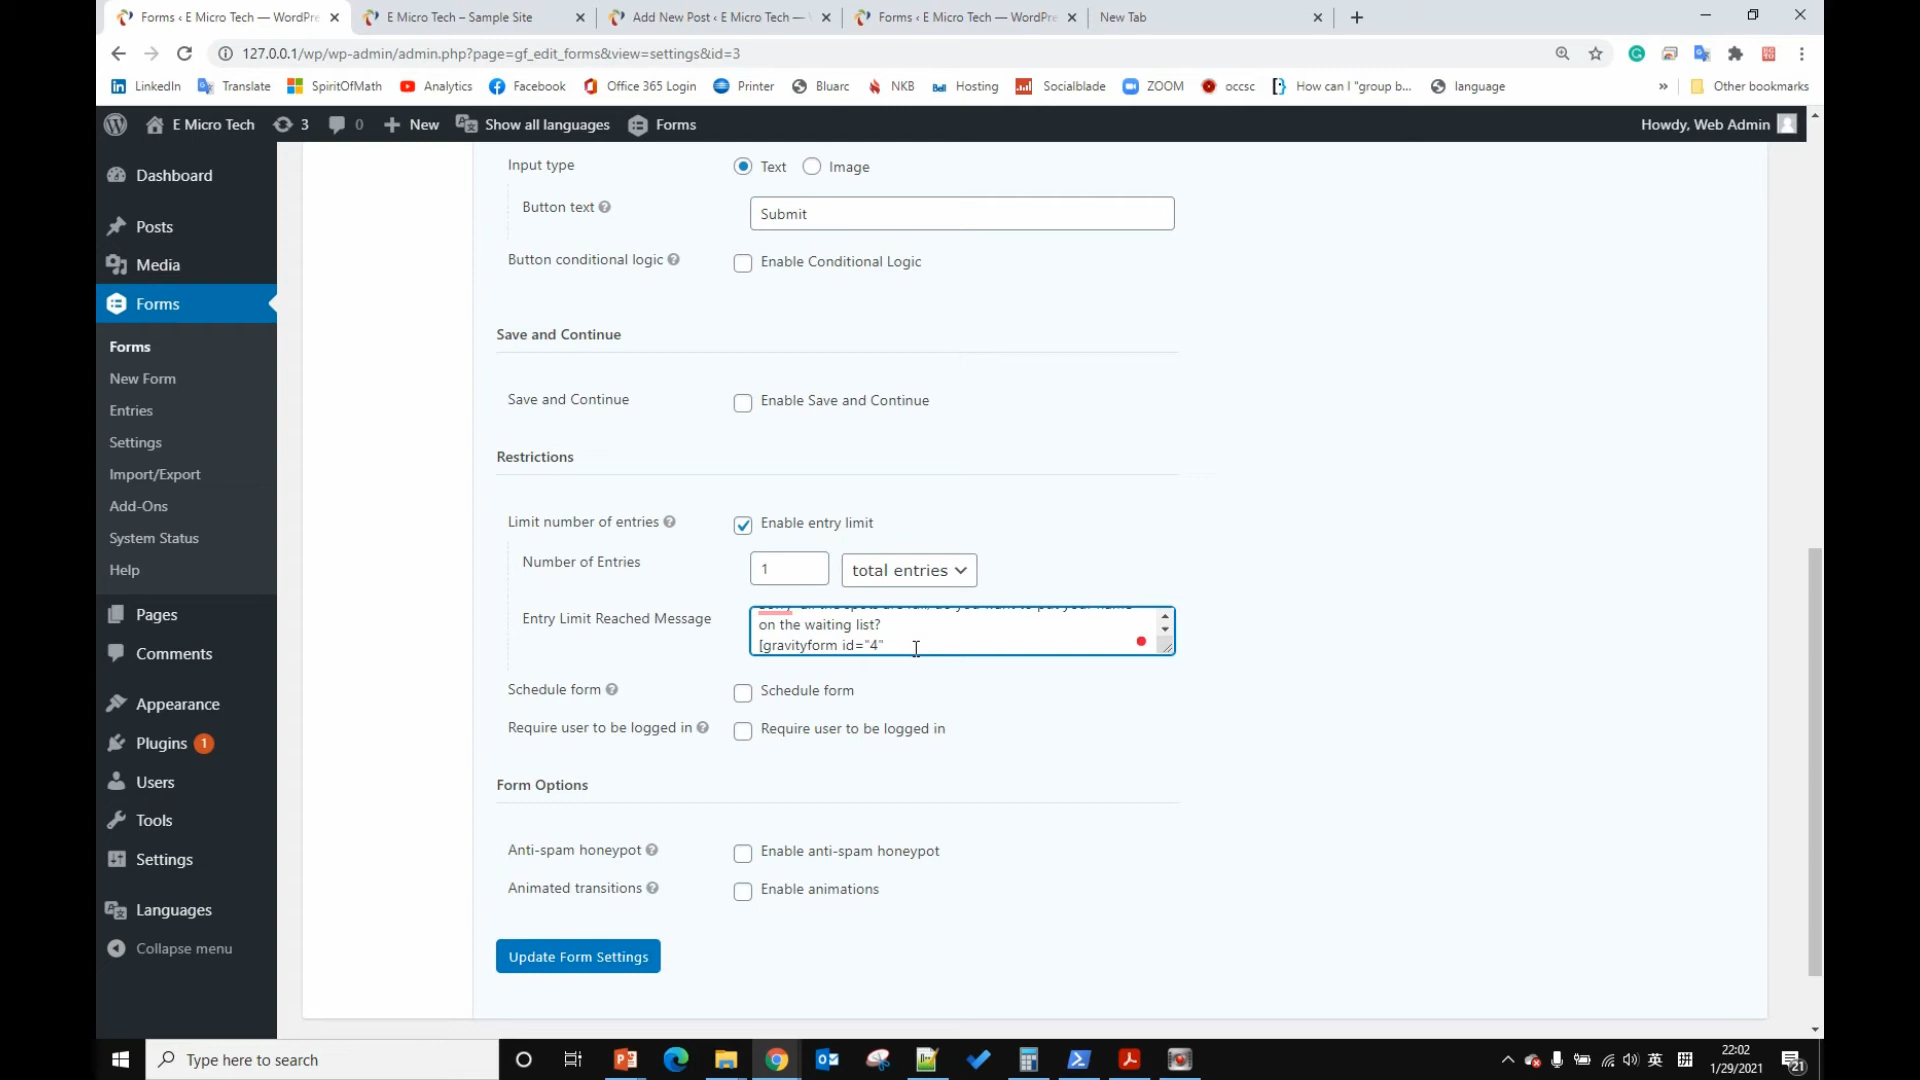 Forms ‹ E Micro Tech — WordPre
E Micro Tech – Sample Site
Add New Post ‹ E Micro Tech —
Forms ‹ E Micro Tech — WordPre
New Tab
127.0.0.1/wp/wp-admin/admin.php?page=gf_edit_forms&view=settings&id=3
LinkedIn
Translate
SpiritOfMath
Analytics
Facebook
Office 365 Login
Printer
Bluarc
NKB
Bell
Hosting
Socialblade
ZOOM
occsc
How can I "group b...
language
»
Other bookmarks
E Micro Tech
3
0
New
Show all languages
Forms
Howdy, Web Admin
Dashboard
Posts
Media
Forms
Forms
New Form
Entries
Settings
Import/Export
Add-Ons
System Status
Help
Pages
Comments
Appearance
Plugins 1
Users
Tools
Settings
Languages
Collapse menu
Input type
Text
Image
Button text
Submit
Button conditional logic
Enable Conditional Logic
Save and Continue
Save and Continue
Enable Save and Continue
Restrictions
Limit number of entries
Enable entry limit
Number of Entries
1
total entries
Entry Limit Reached Message
on the waiting list?
[gravityform id="4"
Schedule form
Schedule form
Require user to be logged in
Require user to be logged in
Form Options
Anti-spam honeypot
Enable anti-spam honeypot
Animated transitions
Enable animations
Update Form Settings
Type here to search
英
拼
22:02
1/29/2021
21